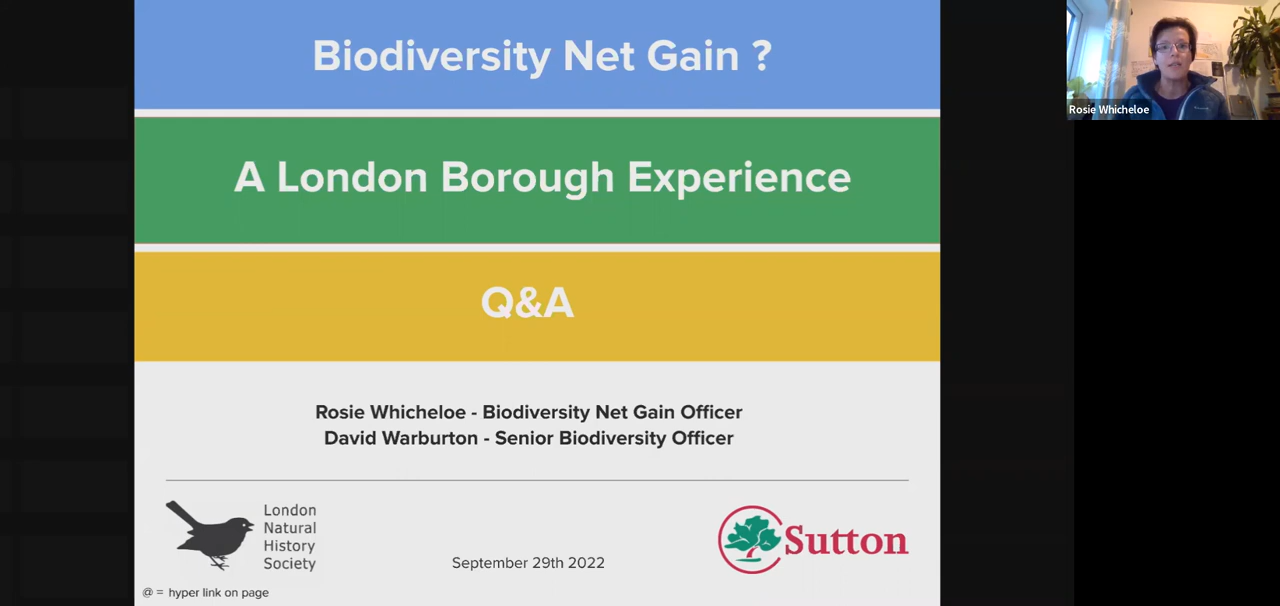 Biodiversity Net Gain ?
Rosie Whicheloe
A London Borough Experience
Q&A
Rosie Whicheloe - Biodiversity Net Gain Officer
David Warburton - Senior Biodiversity Officer
London
Natural
History
Society
Sutton
September 29th 2022
@ = hyper link on page